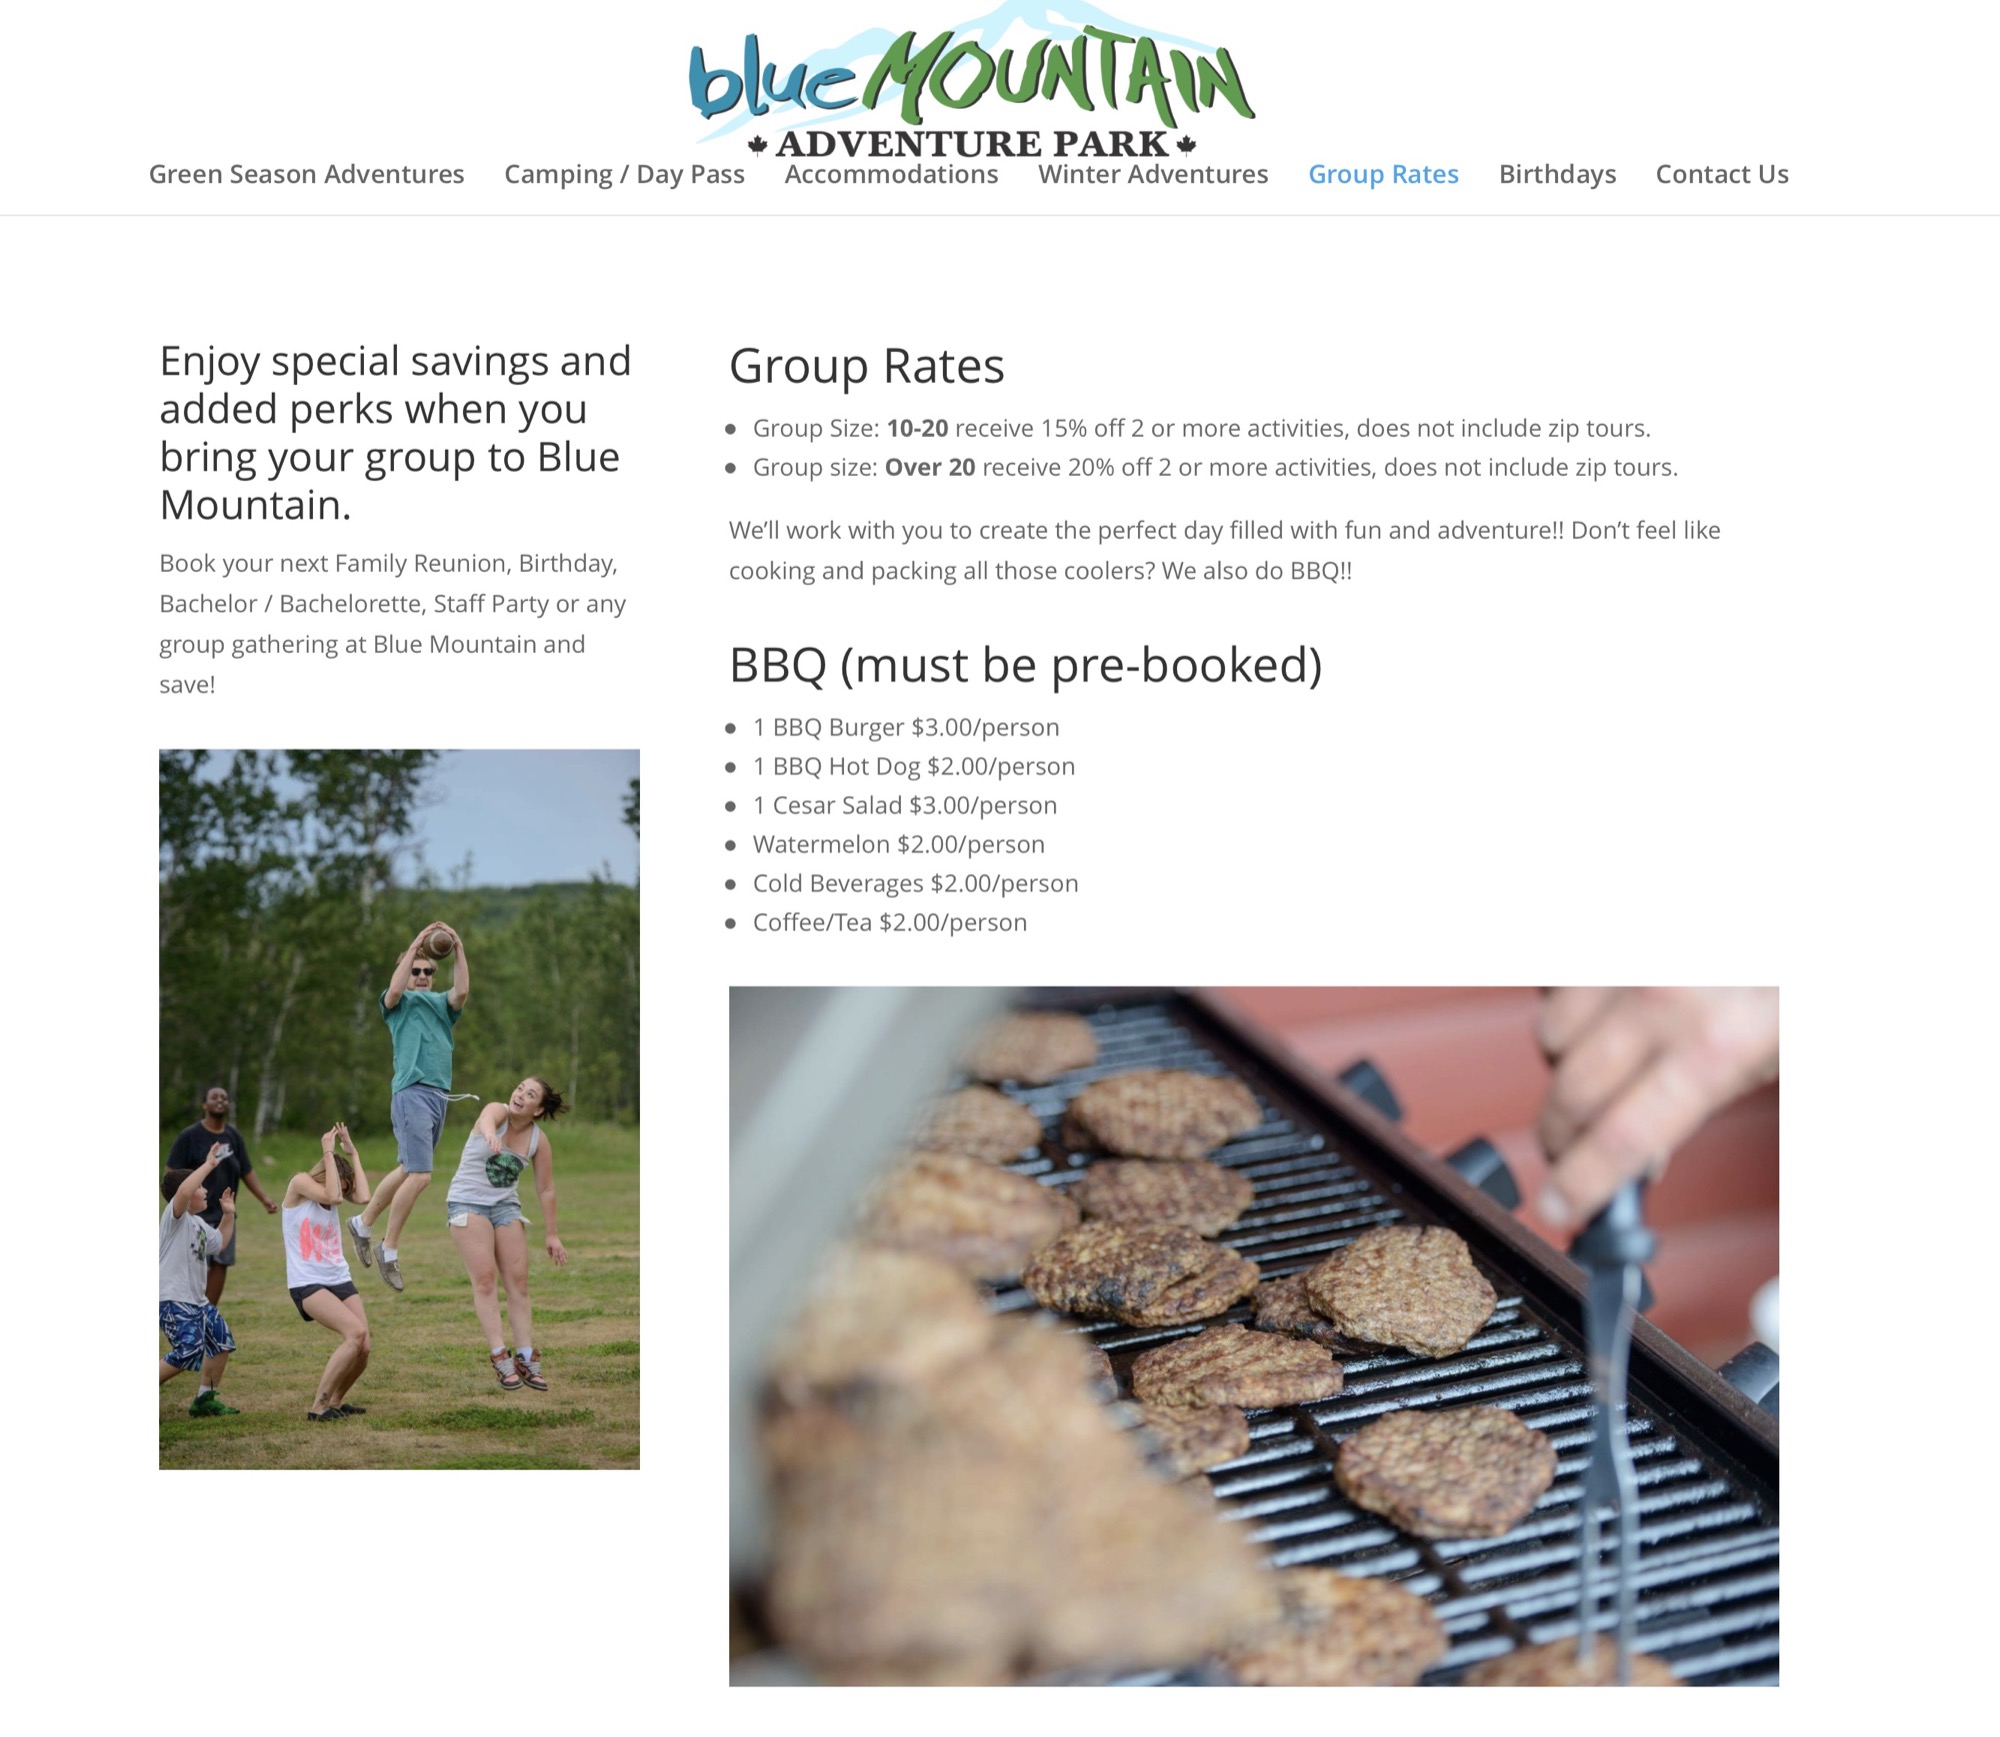 blue MOUNTAIN
ADVENTURE PARK
Green Season Adventures Camping / Day Pass Accommodations Winter Adventures Group Rates Birthdays Contact Us
Enjoy special savings and
added perks when you
bring your group to Blue
Mountain.
Book your next Family Reunion, Birthday,
Bachelor / Bachelorette, Staff Party or any
group gathering at Blue Mountain and
save!
Group Rates
• Group Size: 10-20 receive 15% off 2 or more activities, does not include zip tours.
• Group size: Over 20 receive 20% off 2 or more activities, does not include zip tours.
We’ll work with you to create the perfect day filled with fun and adventure!! Don’t feel like
cooking and packing all those coolers? We also do BBQ!!
BBQ (must be pre-booked)
• 1 BBQ Burger $3.00/person
• 1 BBQ Hot Dog $2.00/person
• 1 Cesar Salad $3.00/person
• Watermelon $2.00/person
• Cold Beverages $2.00/person
• Coffee/Tea $2.00/person